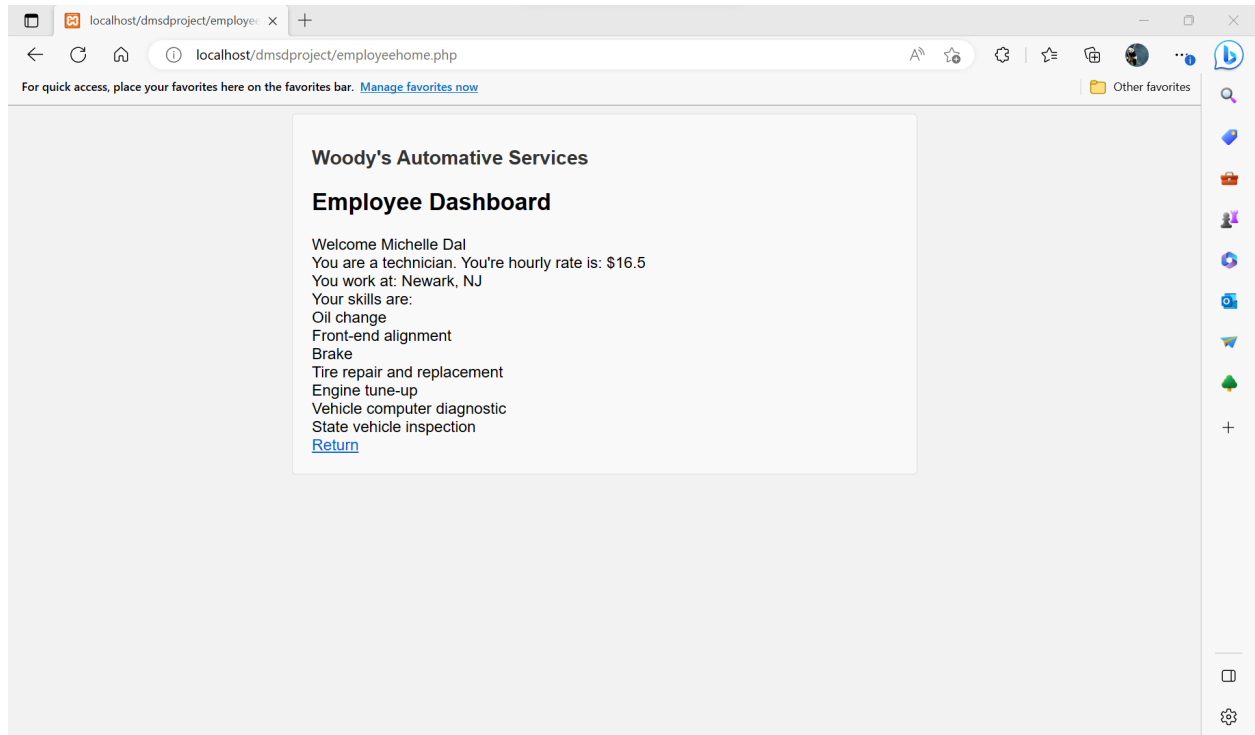 localhost/dmsdproject/employee
localhost/dmsdproject/employeehome.php
For quick access, place your favorites here on the favorites bar. Manage favorites now
Other favorites
Woody's Automative Services
Employee Dashboard
Welcome Michelle Dal
You are a technician. You're hourly rate is: $16.5
You work at: Newark, NJ
Your skills are:
Oil change
Front-end alignment
Brake
Tire repair and replacement
Engine tune-up
Vehicle computer diagnostic
State vehicle inspection
Return